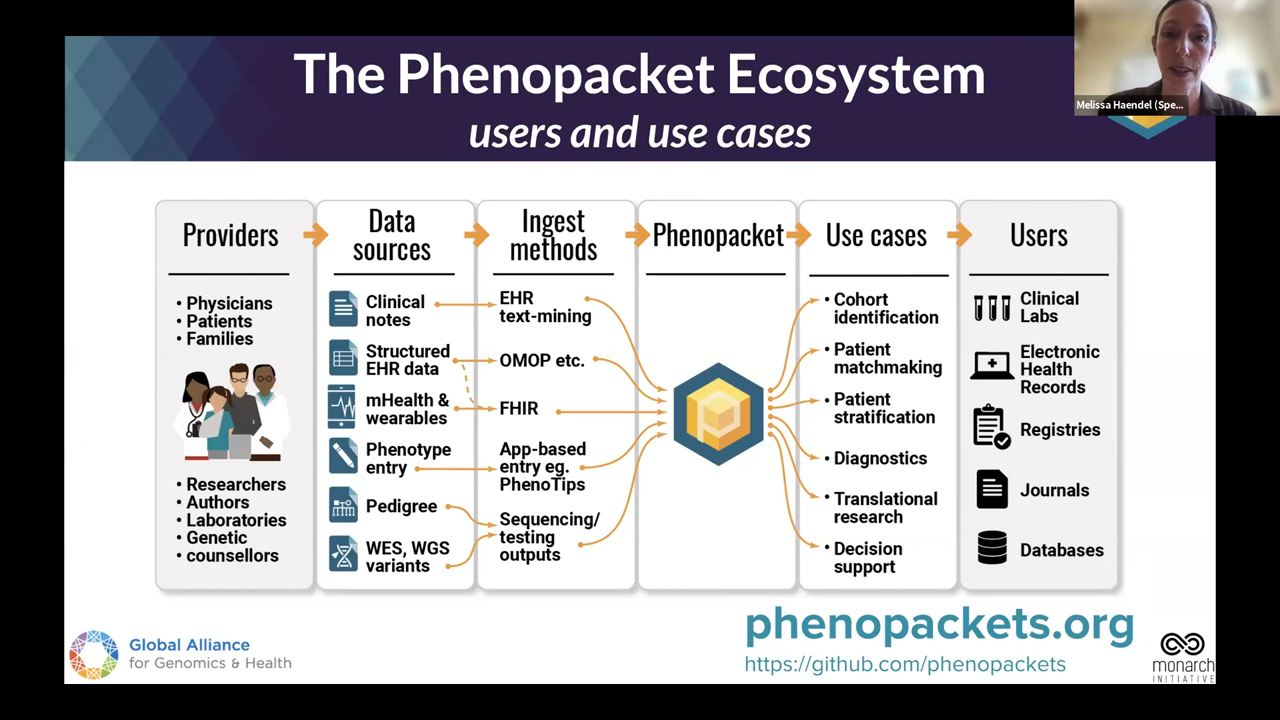 The Phenopacket Ecosystem
users and use cases
Melissa Haendel (Spe...
Providers
• Physicians
• Patients
• Families
• Researchers
• Authors
• Laboratories
• Genetic
• counsellors
Data
sources
Clinical
notes
Structured
EHR data
mHealth &
wearables
Phenotype
entry
Pedigree
WES, WGS
variants
Ingest
methods
EHR
text-mining
OMOP etc.
FHIR
App-based
entry eg.
PhenoTips
Sequencing/
testing
outputs
Phenopacket
Use cases
• Cohort
identification
• Patient
matchmaking
• Patient
stratification
• Diagnostics
• Translational
research
• Decision
support
Users
Clinical
Labs
Electronic
Health
Records
Registries
Journals
Databases
Global Alliance
for Genomics & Health
phenopackets.org
https://github.com/phenopackets
monarch
INITIATIVE